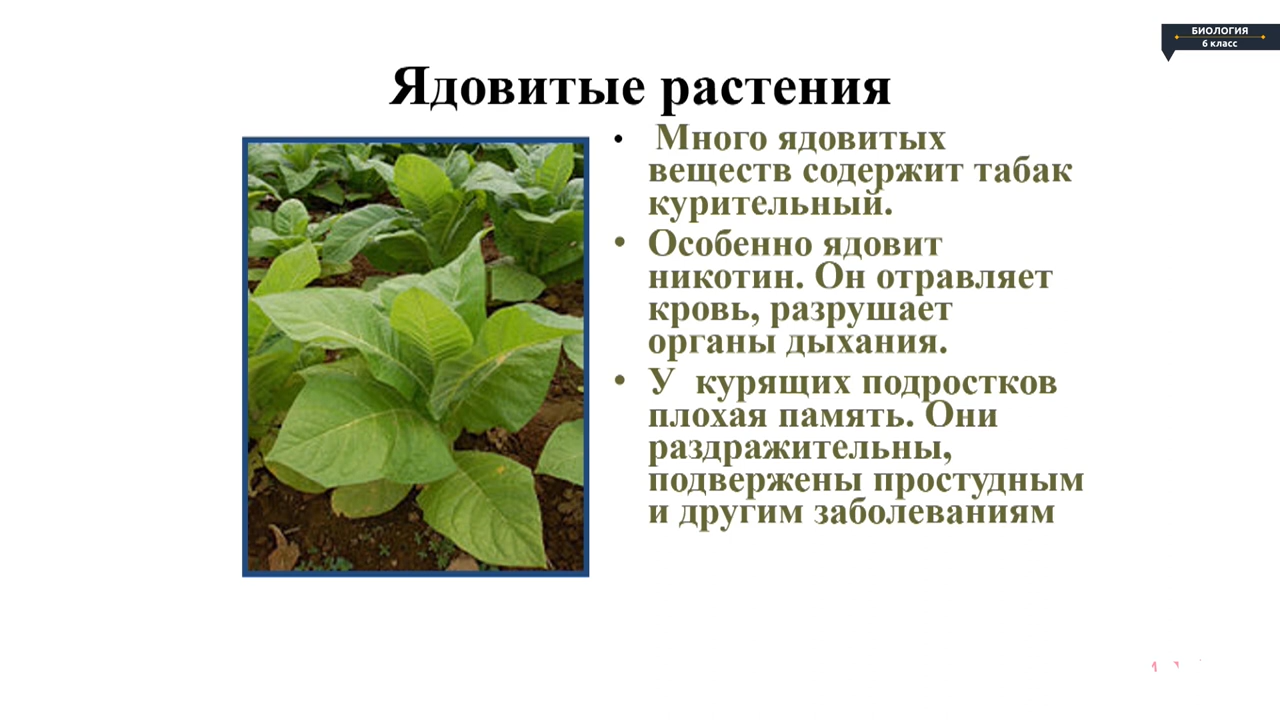 БИОЛОГИЯ
6 класс
Ядовитые растения
• Много ядовитых
веществ содержит табак
курительный.
• Особенно ядовит
никотин. Он отравляет
кровь, разрушает
органы дыхания.
• У курящих подростков
плохая память. Они
раздражительны,
подвержены простудным
и другим заболеваниям